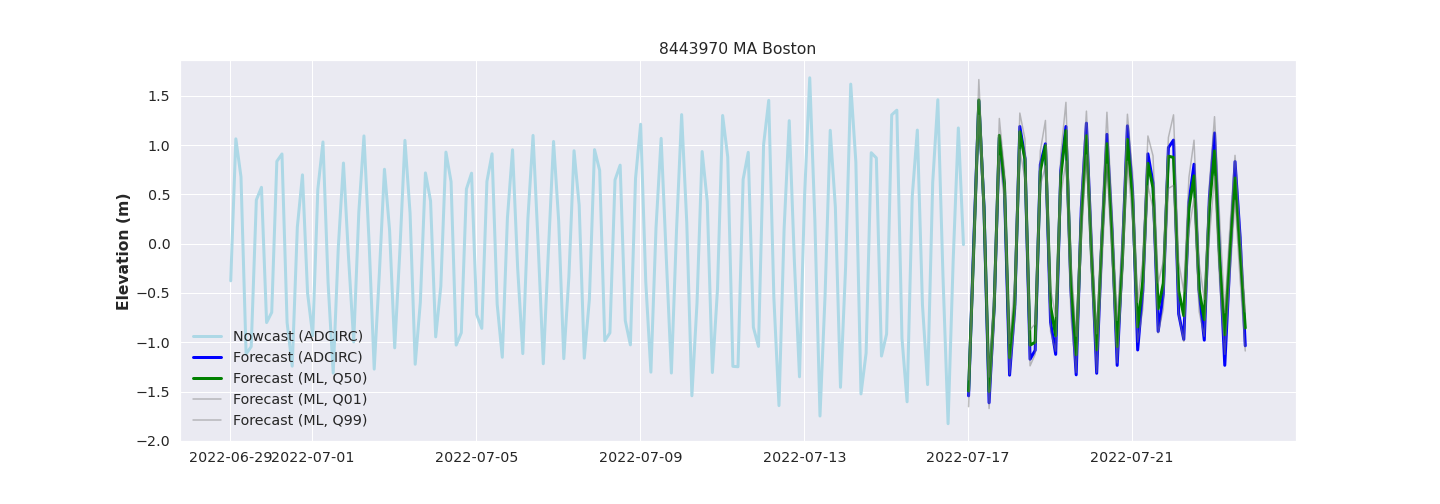 8443970 MA Boston
Elevation (m)
1.5
1.0
0.5
0.0
−0.5
−1.0
−1.5
−2.0
Nowcast (ADCIRC)
Forecast (ADCIRC)
Forecast (ML, Q50)
Forecast (ML, Q01)
Forecast (ML, Q99)
2022-06-29 2022-07-01 2022-07-05 2022-07-09 2022-07-13 2022-07-17 2022-07-21